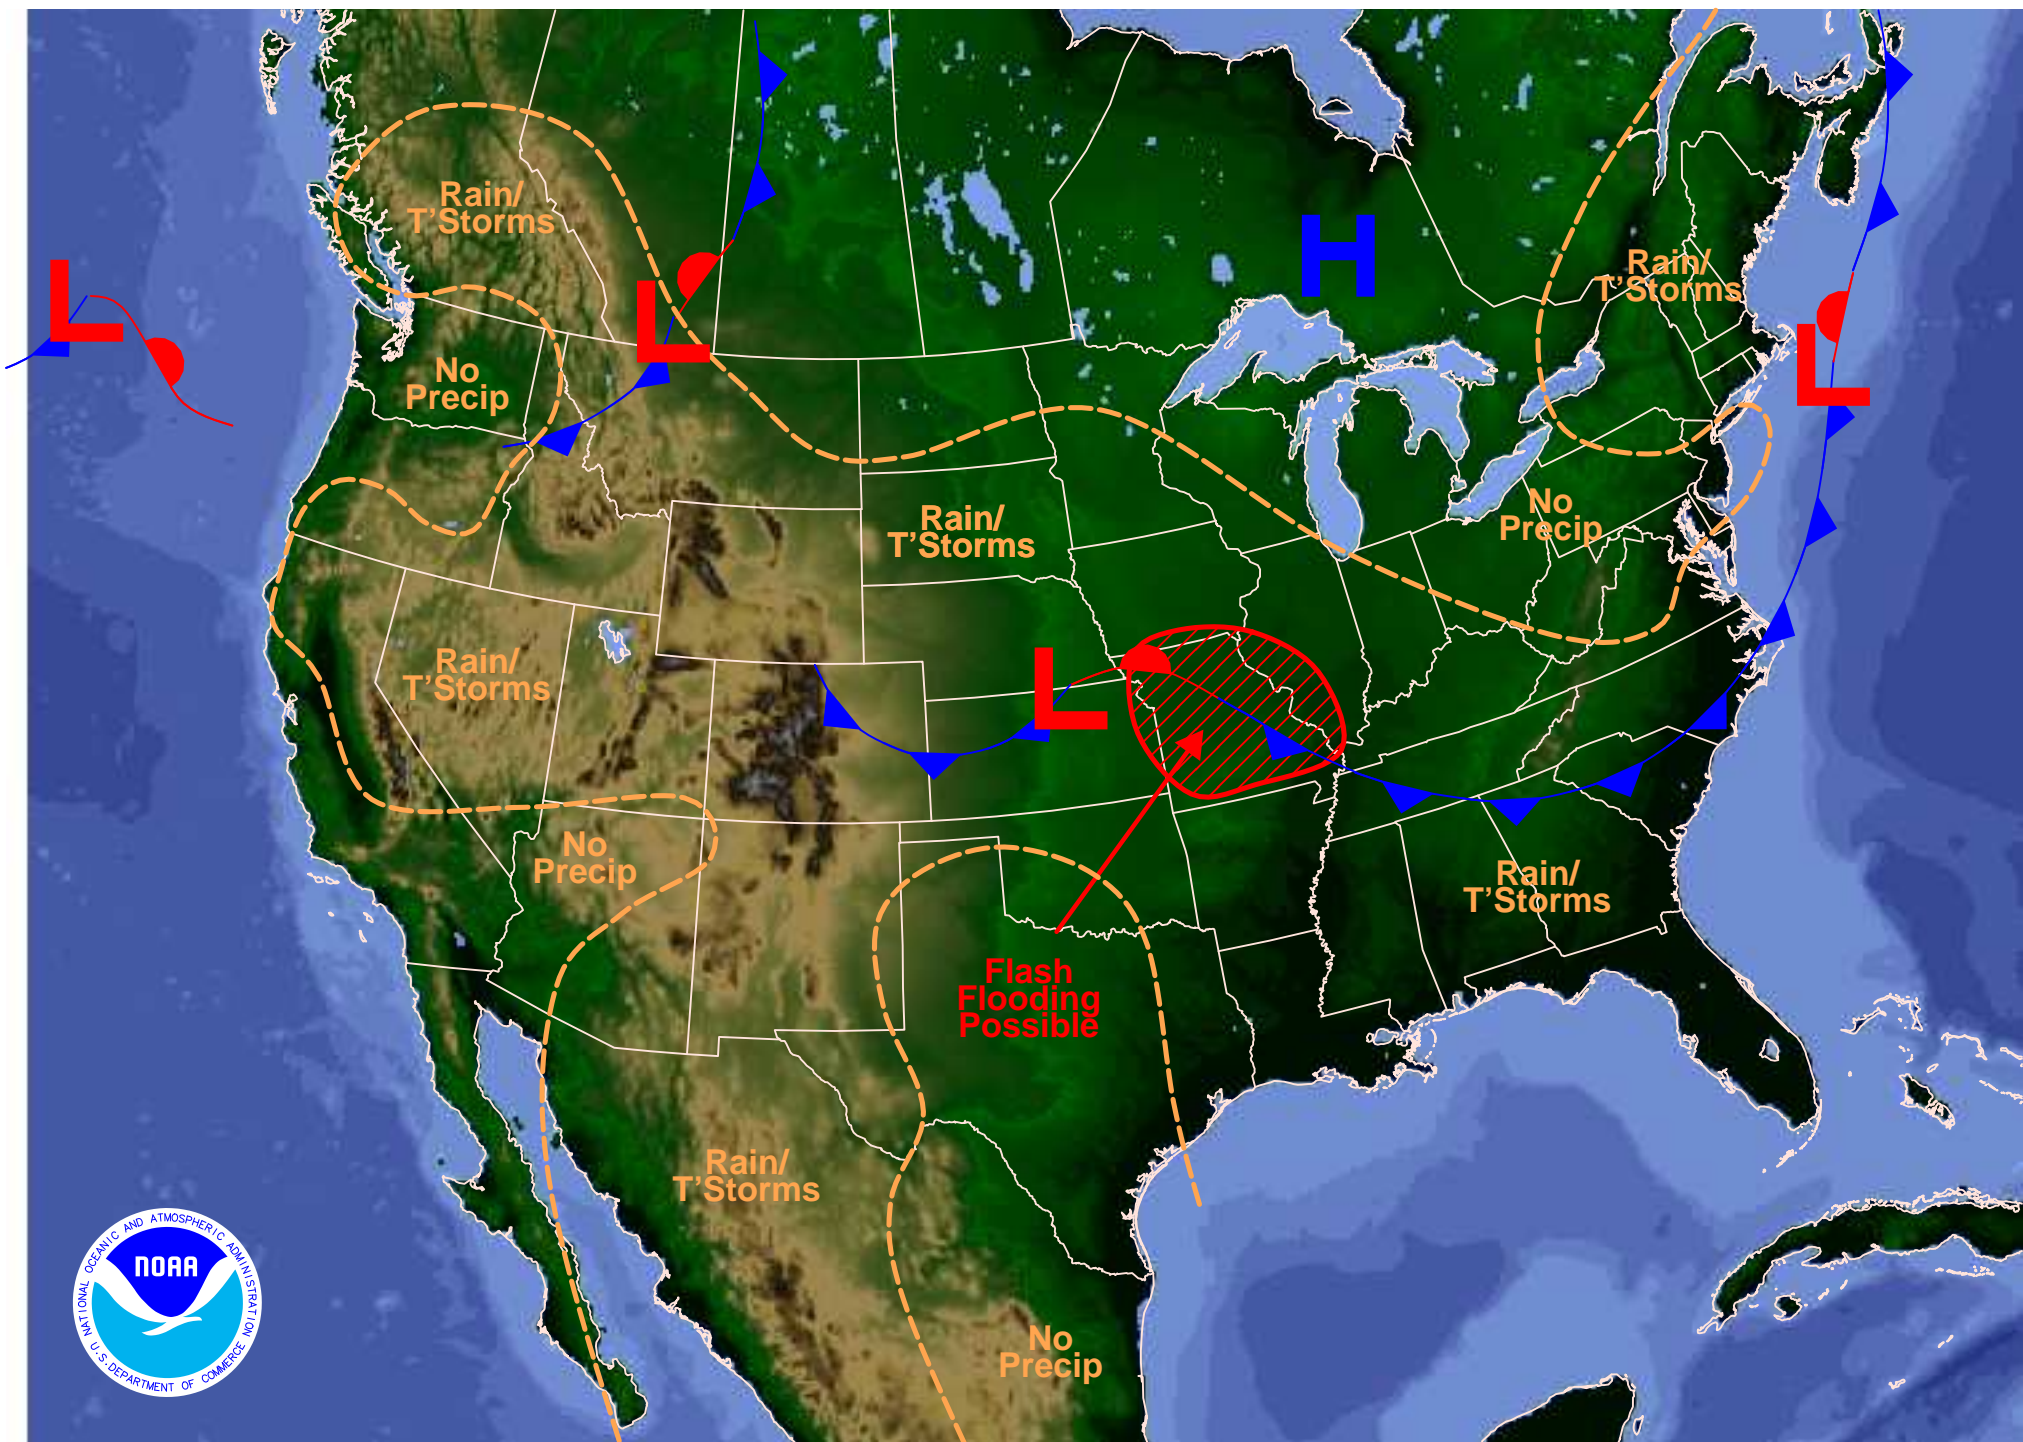 Rain/
T'Storms
L
L
H
Rain/
T'Storms
L
No
Precip
Rain/
T'Storms
No
Precip
Rain/
T'Storms
L
No
Precip
Rain/
T'Storms
Flash
Flooding
Possible
Rain/
T'Storms
No
Precip
NATIONAL OCEANIC AND ATMOSPHERIC ADMINISTRATION
NOAA
U.S. DEPARTMENT OF COMMERCE